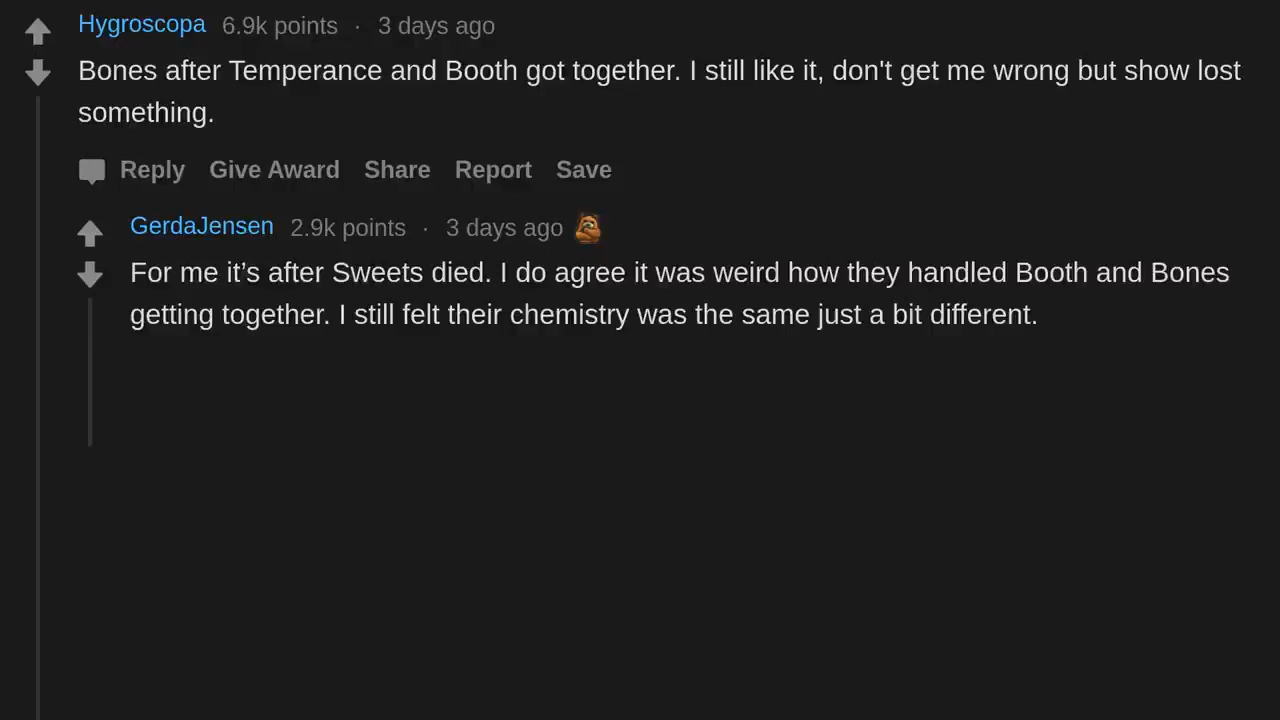 Hygroscopa 6.9k points · 3 days ago
Bones after Temperance and Booth got together. I still like it, don't get me wrong but show lost
something.
Reply Give Award Share Report Save
GerdaJensen 2.9k points · 3 days ago
For me it’s after Sweets died. I do agree it was weird how they handled Booth and Bones
getting together. I still felt their chemistry was the same just a bit different.